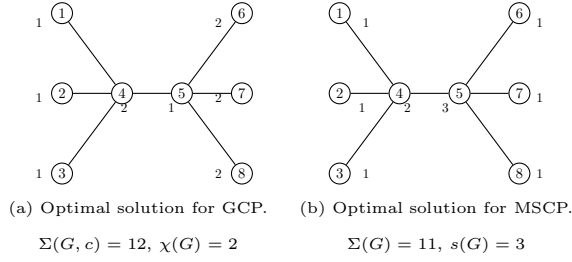 1 6 1 6
1 2 1 1
2 4 5 7 2 4 5 7
1 2 1 2 1 2 3 1
3 8 3 8
1 2 1 1
(a) Optimal solution for GCP. (b) Optimal solution for MSCP.
Σ(G, c) = 12, χ(G) = 2 Σ(G) = 11, s(G) = 3